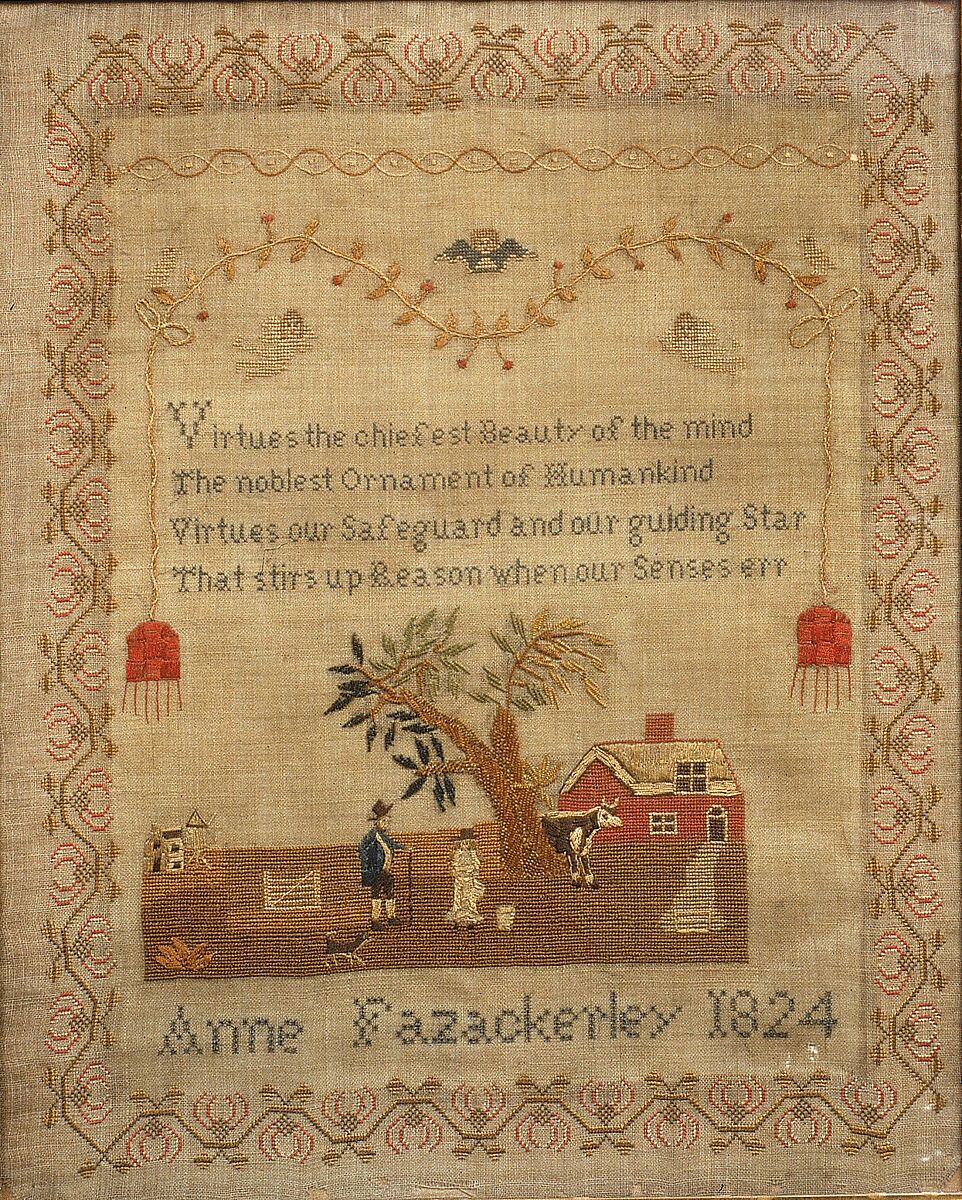 Virtues the chiefest Beauty of the mind
The noblest Ornament of Humankind
Virtues our Safeguard and our guiding Star
That stirs up Reason when our Senses err
Anne Fazackerley 1824